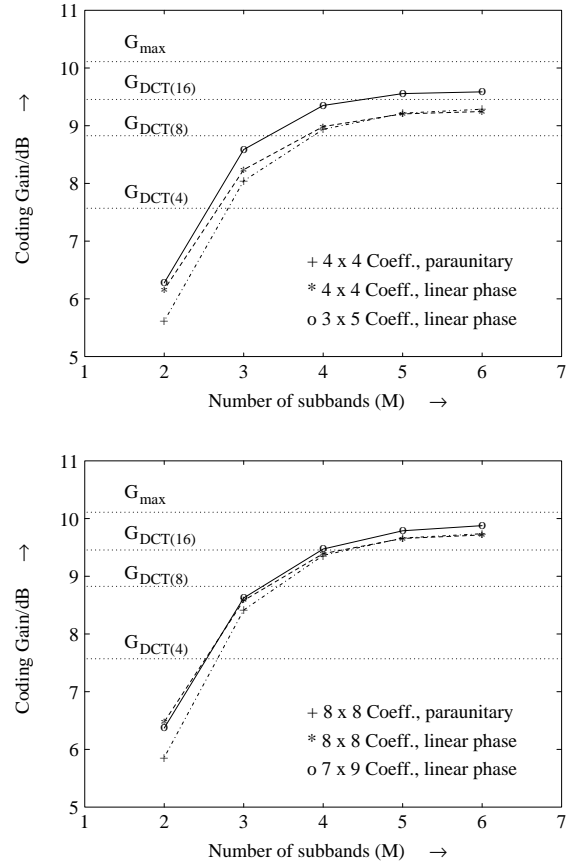 11
10
9
8
7
6
5
1 2 3 4 5 6 7
Coding Gain/dB →
Number of subbands (M) →
G_max
G_DCT(16)
G_DCT(8)
G_DCT(4)
+ 4 x 4 Coeff., paraunitary
* 4 x 4 Coeff., linear phase
o 3 x 5 Coeff., linear phase
11
10
9
8
7
6
5
1 2 3 4 5 6 7
Coding Gain/dB →
Number of subbands (M) →
G_max
G_DCT(16)
G_DCT(8)
G_DCT(4)
+ 8 x 8 Coeff., paraunitary
* 8 x 8 Coeff., linear phase
o 7 x 9 Coeff., linear phase